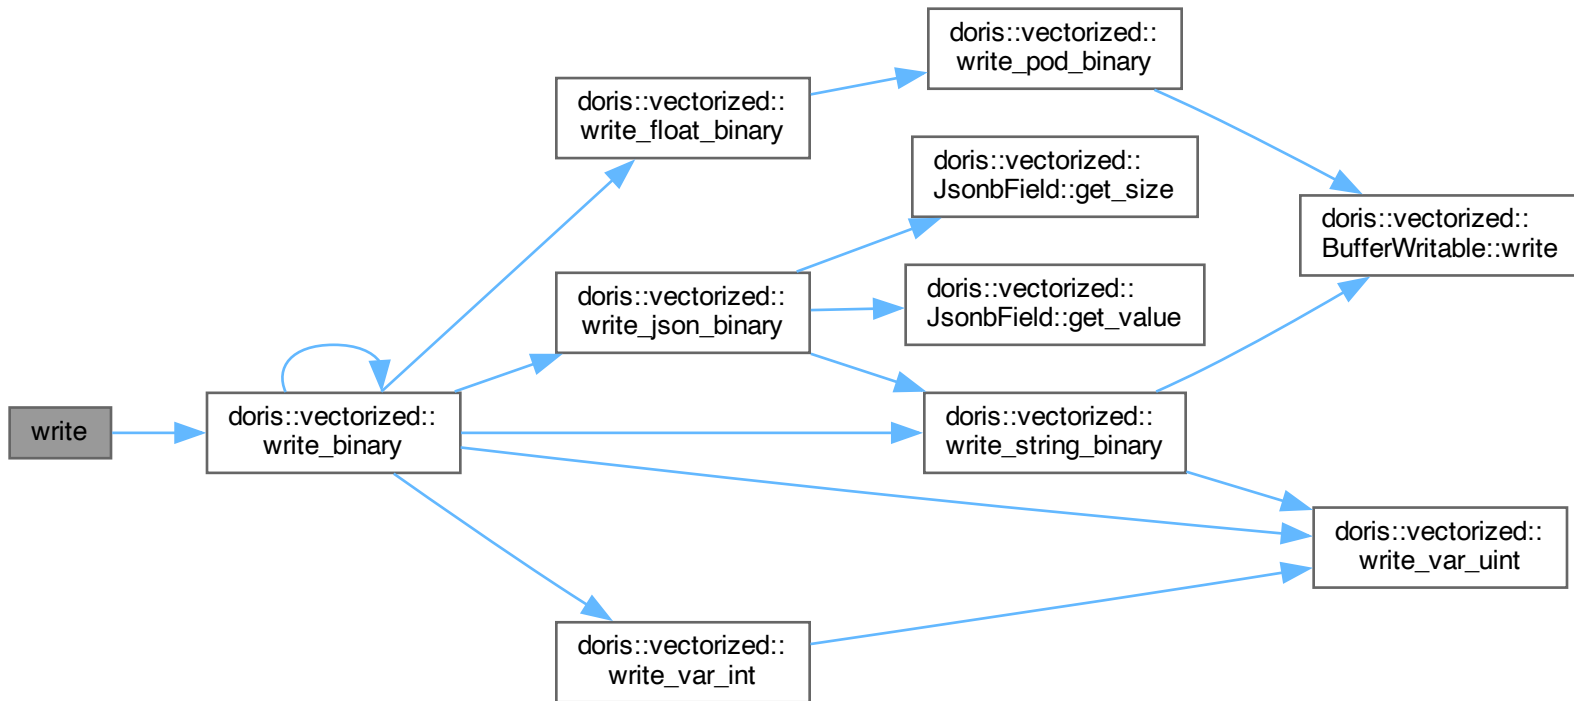 write
doris::vectorized::
write_binary
doris::vectorized::
write_float_binary
doris::vectorized::
write_json_binary
doris::vectorized::
write_var_int
doris::vectorized::
write_pod_binary
doris::vectorized::
JsonbField::get_size
doris::vectorized::
JsonbField::get_value
doris::vectorized::
write_string_binary
doris::vectorized::
BufferWritable::write
doris::vectorized::
write_var_uint